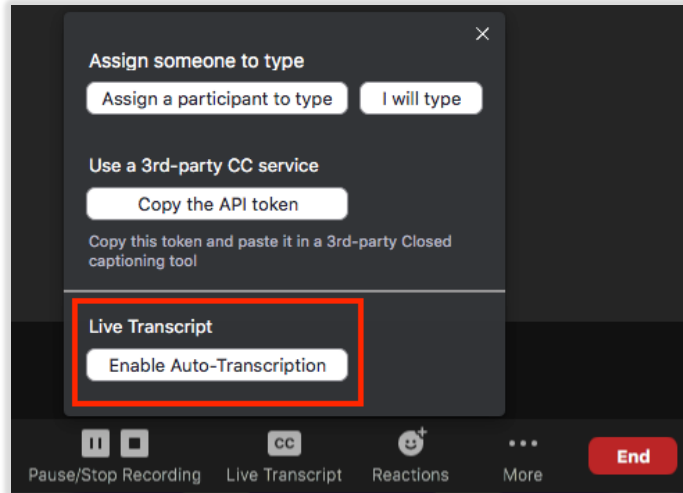 Assign someone to type
Assign a participant to type
I will type
Use a 3rd-party CC service
Copy the API token
Copy this token and paste it in a 3rd-party Closed
captioning tool
Live Transcript
Enable Auto-Transcription
CC
Pause/Stop Recording
Live Transcript
Reactions
More
End